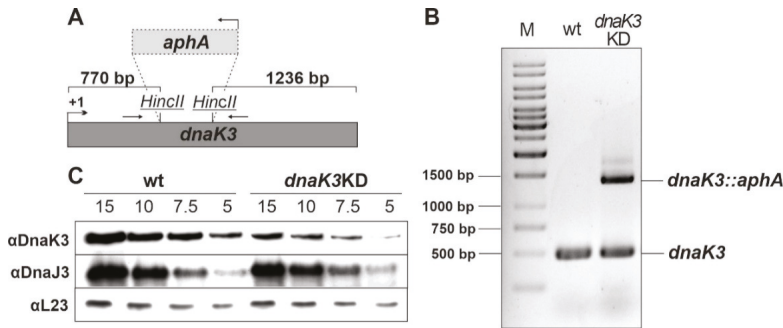 A
aphA
770 bp
1236 bp
HincII HincII
+1
dnaK3
B
M wt dnaK3
KD
1500 bp
1000 bp
750 bp
500 bp
dnaK3::aphA
dnaK3
C
wt dnaK3KD
15 10 7.5 5 15 10 7.5 5
αDnaK3
αDnaJ3
αL23